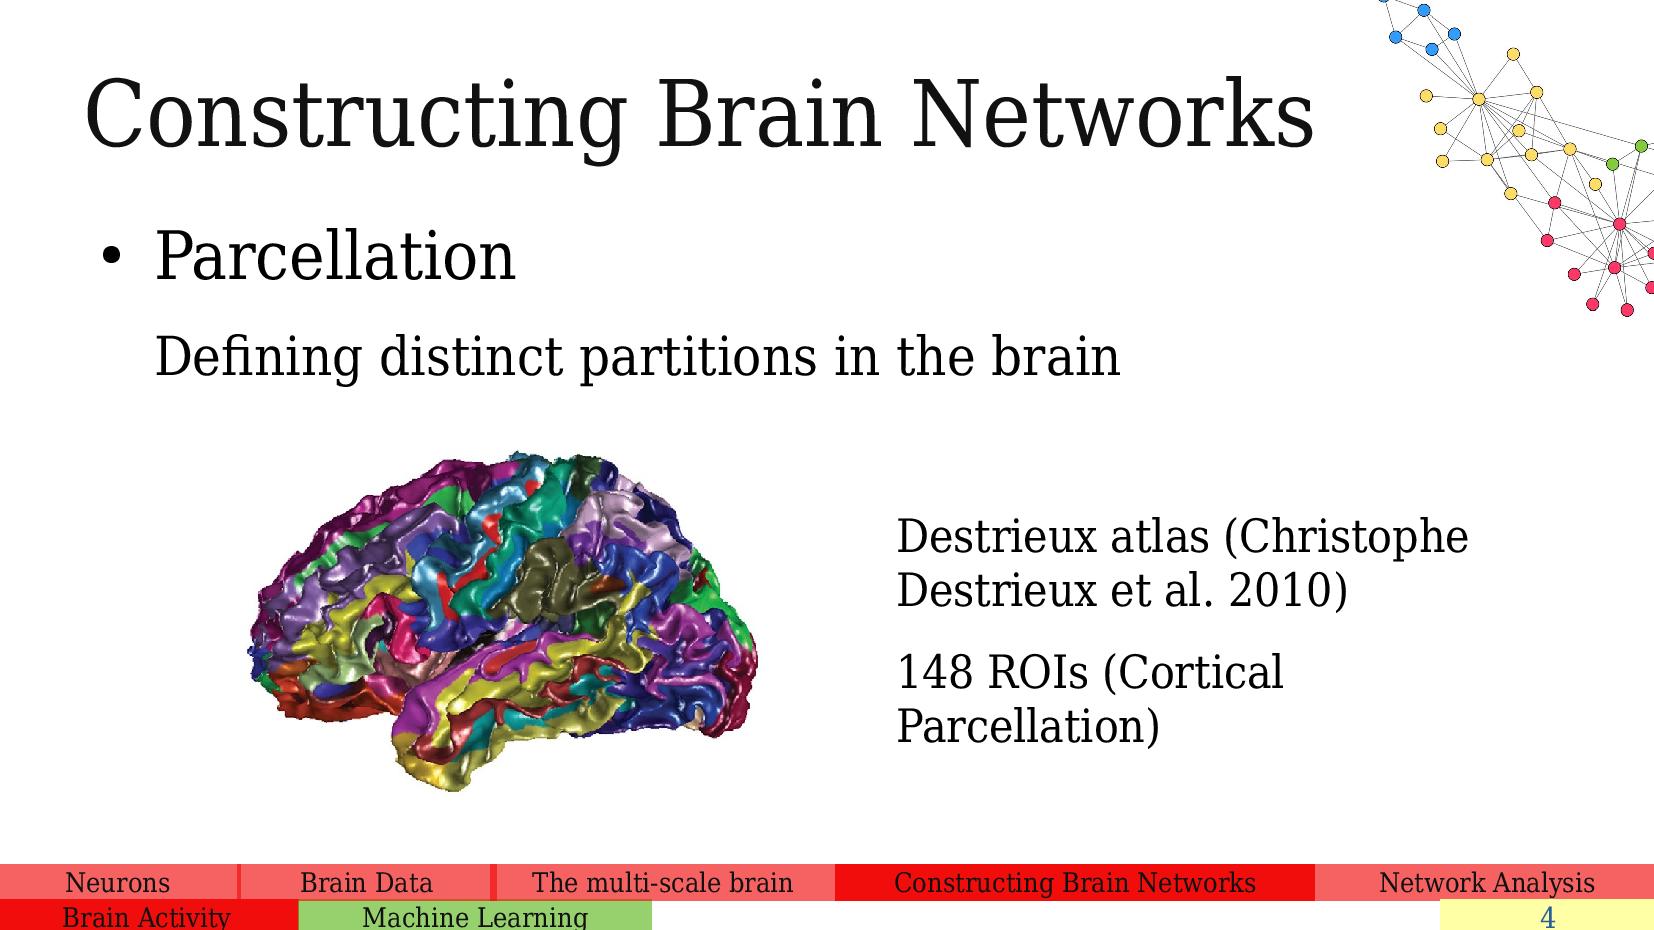 Constructing Brain Networks
• Parcellation
Defining distinct partitions in the brain
Destrieux atlas (Christophe
Destrieux et al. 2010)
148 ROIs (Cortical
Parcellation)
Neurons
Brain Data
The multi-scale brain
Constructing Brain Networks
Network Analysis
Brain Activity
Machine Learning
4